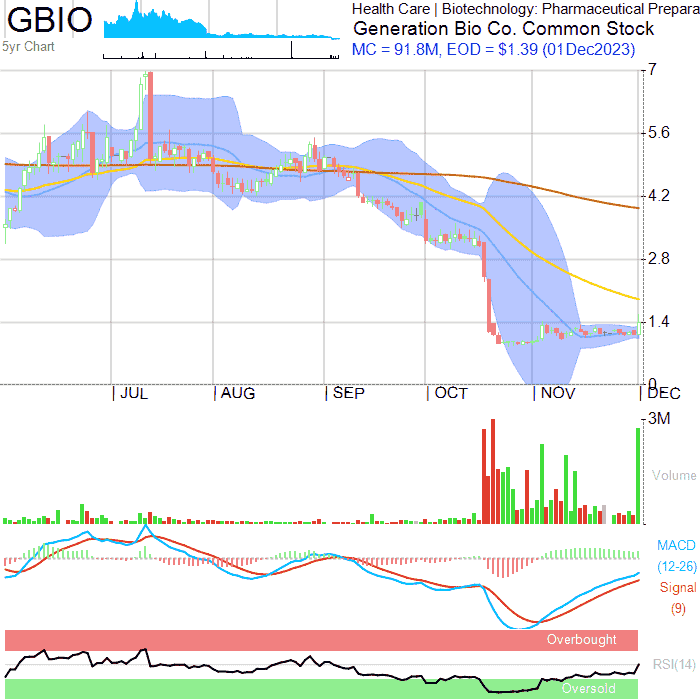 GBIO
Health Care | Biotechnology: Pharmaceutical Prepara
Generation Bio Co. Common Stock
5yr Chart
MC = 91.8M, EOD = $1.39 (01Dec2023)
7
5.6
4.2
2.8
1.4
0
JUL AUG SEP OCT NOV DEC
3M
Volume
MACD
(12-26)
Signal
(9)
Overbought
RSI(14)
Oversold